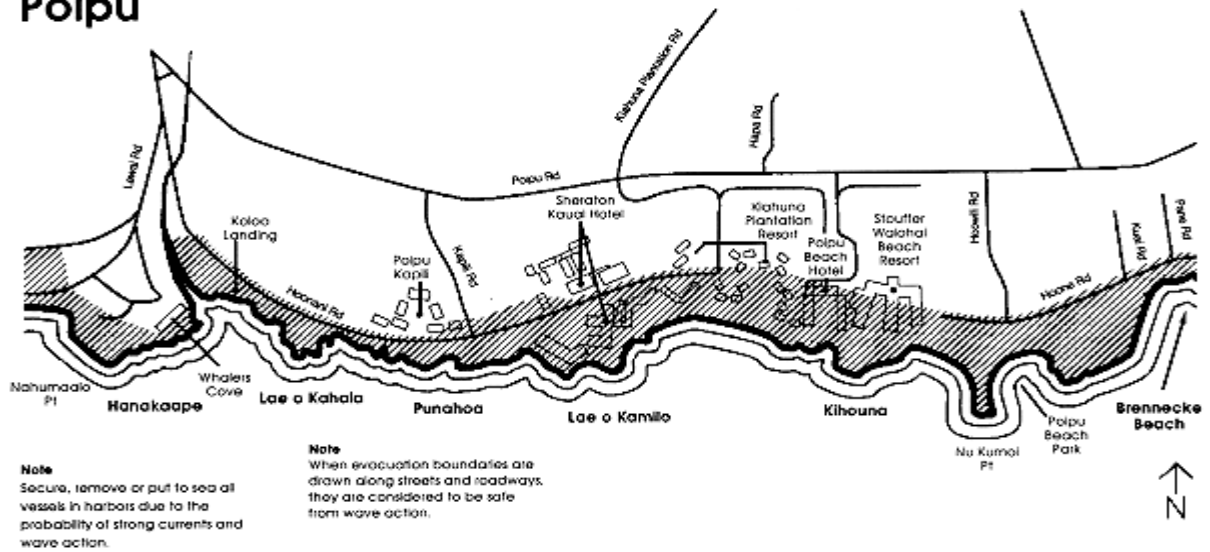 Poipu
Kiahuna Plantation Rd
Hapa Rd
Lawai Rd
Poipu Rd
Sheraton
Kauai Hotel
Kiahuna
Plantation
Resort
Stouffer
Waiohai
Beach
Resort
Hoowili Rd
Pane Rd
Kuai Rd
Koloa
Landing
Poipu
Kapili
Kapili Rd
Poipu
Beach
Hotel
Hoonani Rd
Hoone Rd
Nahumaalo
Pt
Hanakaape
Whalers
Cove
Lae o Kahala
Punahoa
Lae o Kamilo
Kihouna
Brennecke
Beach
Nu Kumoi
Pt
Poipu
Beach
Park
Note
Secure, remove or put to sea all
vessels in harbors due to the
probability of strong currents and
wave action.
Note
When evacuation boundaries are
drawn along streets and roadways,
they are considered to be safe
from wave action.
N